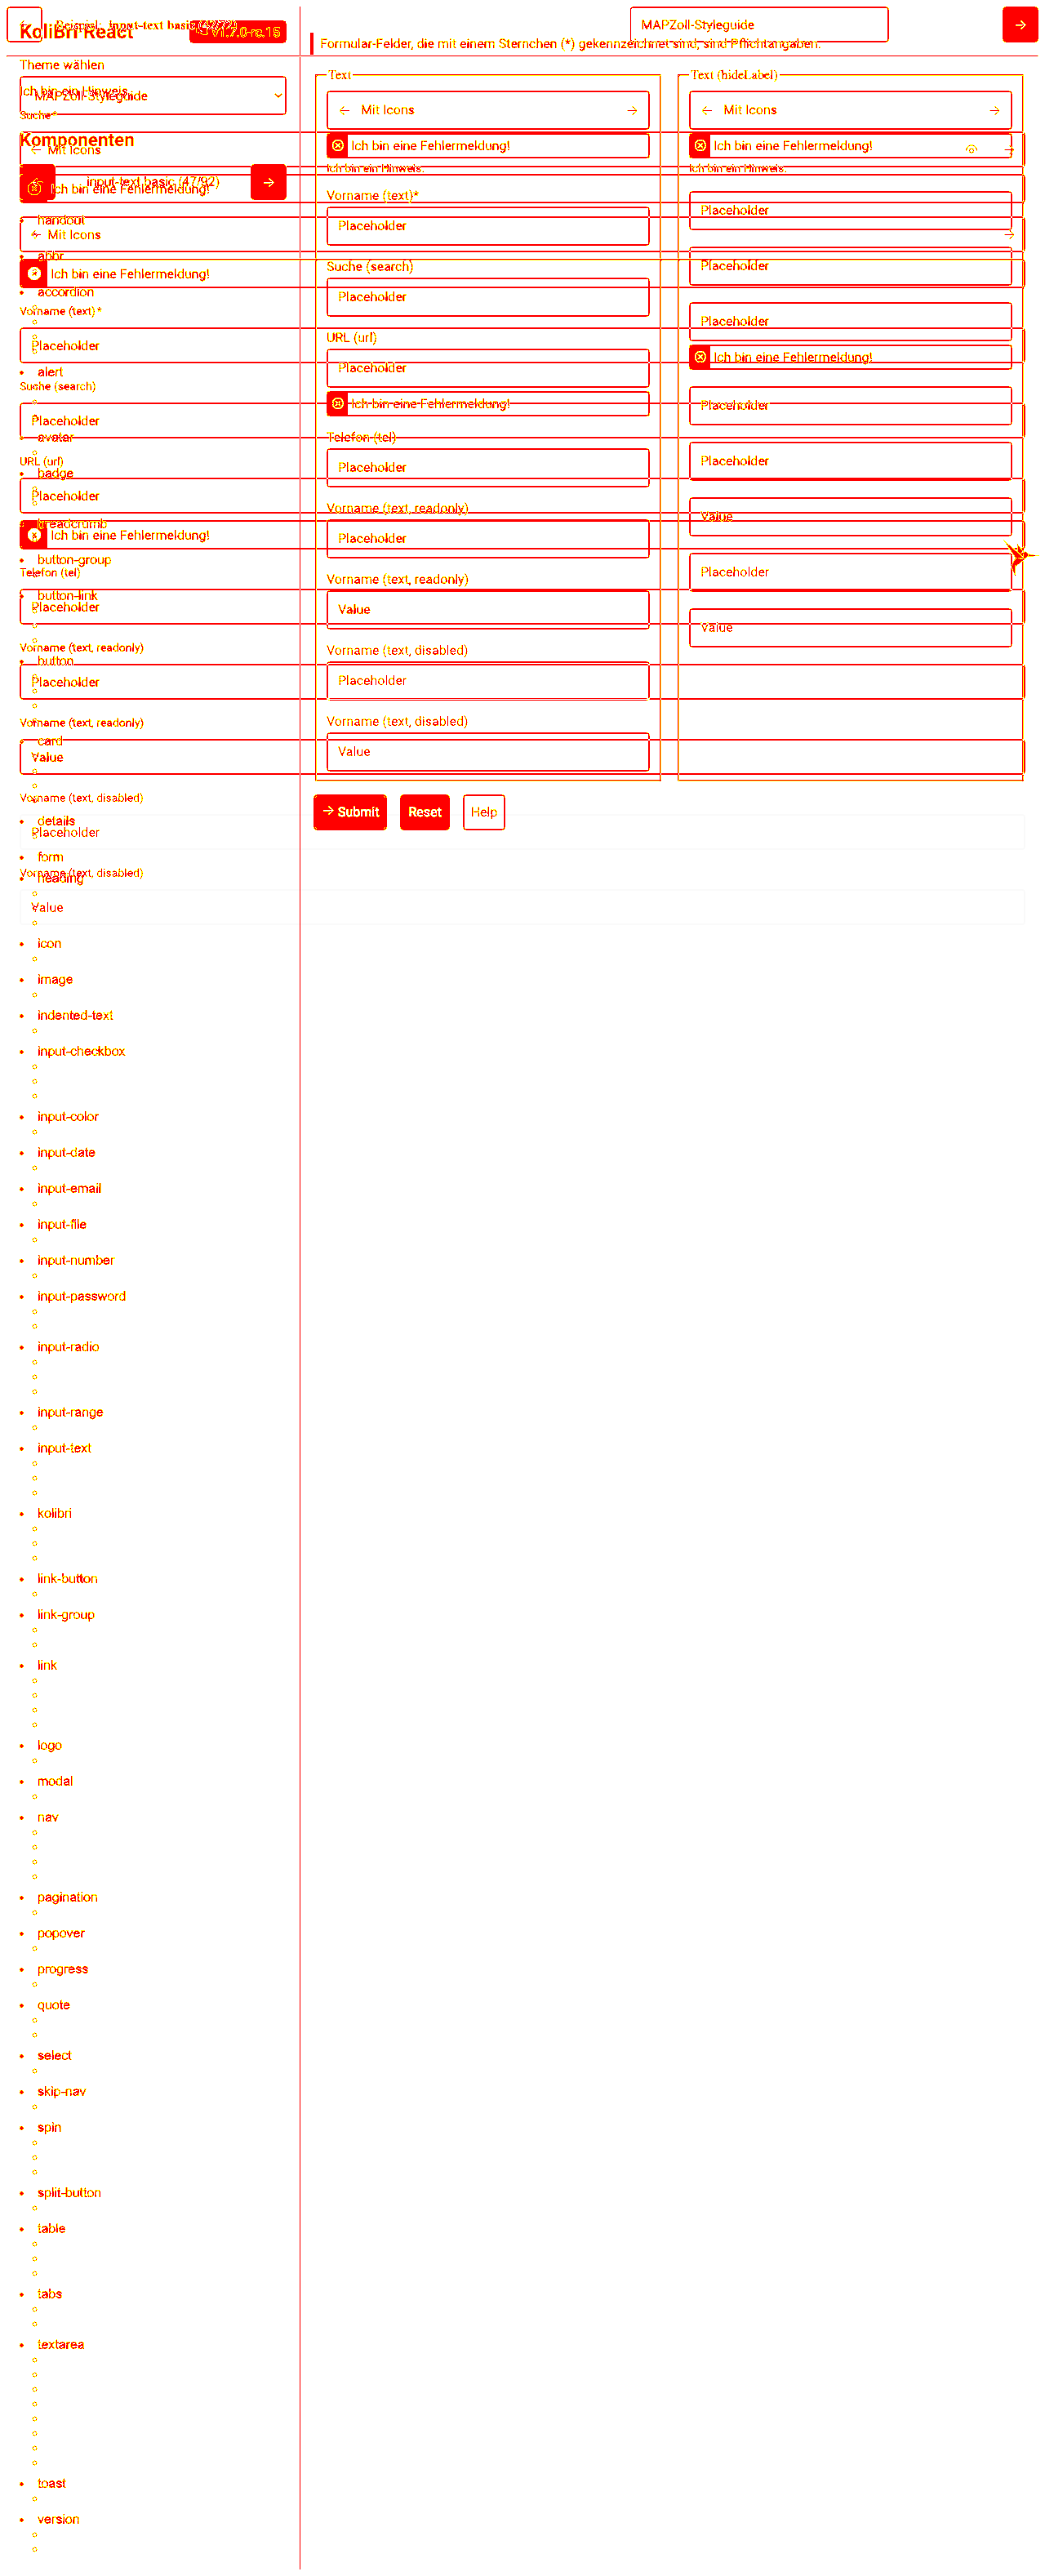 KoliBri React
v1.7.0-rc.15
Beispiel: input-text basic
MAPZoll-Styleguide
Formular-Felder, die mit einem Sternchen (*) gekennzeichnet sind, sind Pflichtangaben.
Theme wählen
MAPZoll-Styleguide
Ich bin ein Hinweis.
Suche*
Komponenten
← Mit Icons →
input-text basic (47/92)
Ich bin eine Fehlermeldung!
← Mit Icons →
Ich bin eine Fehlermeldung!
Vorname (text)*
Placeholder
Suche (search)
Placeholder
URL (url)
Placeholder
Ich bin eine Fehlermeldung!
Telefon (tel)
Placeholder
Vorname (text, readonly)
Placeholder
Vorname (text, readonly)
Value
Vorname (text, disabled)
Placeholder
Vorname (text, disabled)
Value
handout
abbr
accordion
alert
avatar
badge
breadcrumb
button-group
button-link
button
card
details
form
heading
icon
image
indented-text
input-checkbox
input-color
input-date
input-email
input-file
input-number
input-password
input-radio
input-range
input-text
kolibri
link-button
link-group
link
logo
modal
nav
pagination
popover
progress
quote
select
skip-nav
spin
split-button
table
tabs
textarea
toast
version
Text
← Mit Icons →
Ich bin eine Fehlermeldung!
Ich bin ein Hinweis.
Vorname (text)*
Placeholder
Suche (search)
Placeholder
URL (url)
Placeholder
Ich bin eine Fehlermeldung!
Telefon (tel)
Placeholder
Vorname (text, readonly)
Placeholder
Vorname (text, readonly)
Value
Vorname (text, disabled)
Placeholder
Vorname (text, disabled)
Value
Text (hideLabel)
← Mit Icons →
Ich bin eine Fehlermeldung!
Ich bin ein Hinweis.
Placeholder
Placeholder
Placeholder
Ich bin eine Fehlermeldung!
Placeholder
Placeholder
Value
Placeholder
Value
→ Submit
Reset
Help